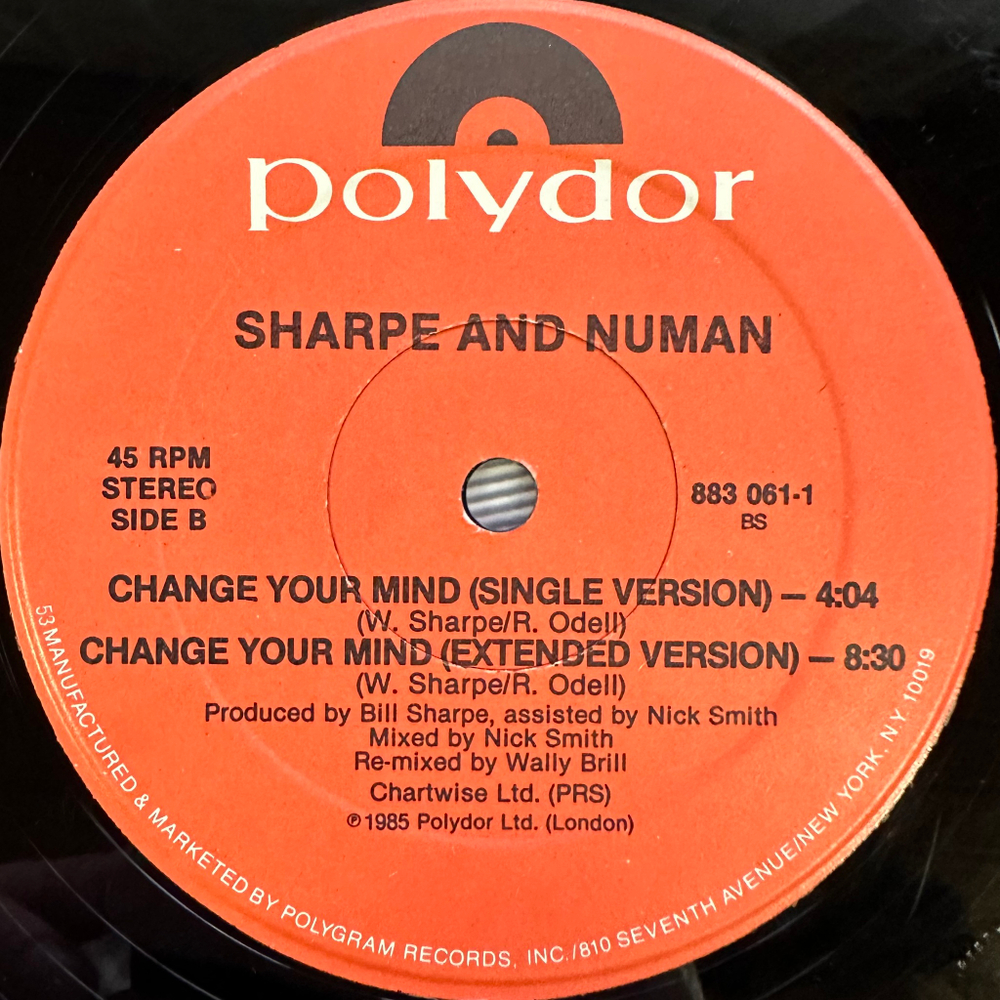 polydor
SHARPE AND NUMAN
45 RPM
STEREO
SIDE B
883 061-1
BS
CHANGE YOUR MIND (SINGLE VERSION) — 4:04
(W. Sharpe/R. Odell)
CHANGE YOUR MIND (EXTENDED VERSION) — 8:30
(W. Sharpe/R. Odell)
Produced by Bill Sharpe, assisted by Nick Smith
Mixed by Nick Smith
Re-mixed by Wally Brill
Chartwise Ltd. (PRS)
℗ 1985 Polydor Ltd. (London)
53 MANUFACTURED & MARKETED BY POLYGRAM RECORDS, INC./810 SEVENTH AVENUE/NEW YORK, N.Y. 10019